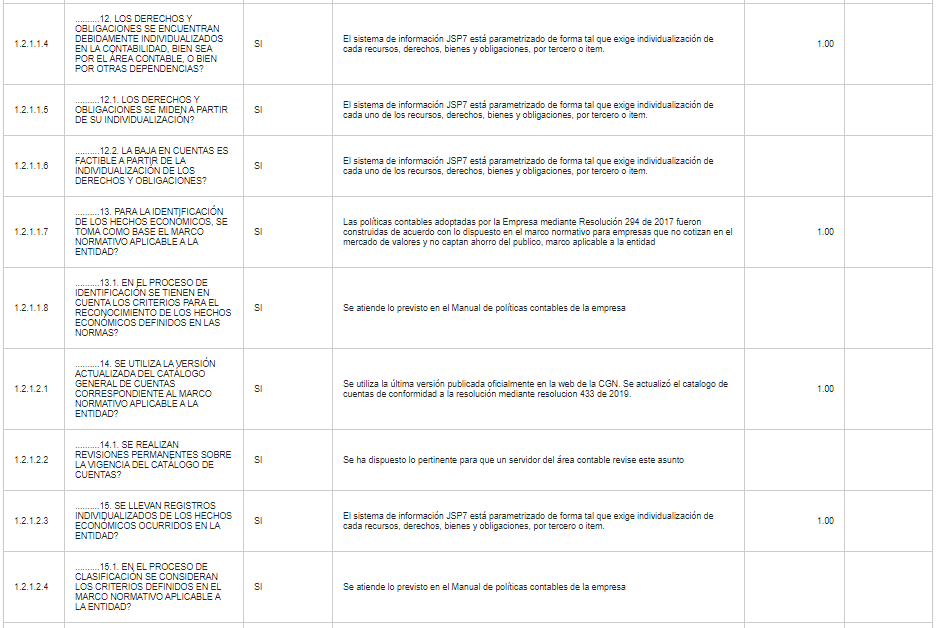 1.2.1.1.4
..........12. LOS DERECHOS Y
OBLIGACIONES SE ENCUENTRAN
DEBIDAMENTE INDIVIDUALIZADOS
EN LA CONTABILIDAD, BIEN SEA
POR EL ÁREA CONTABLE, O BIEN
POR OTRAS DEPENDENCIAS?
SI
El sistema de información JSP7 está parametrizado de forma tal que exige individualización de
cada recursos, derechos, bienes y obligaciones, por tercero o item.
1.00
1.2.1.1.5
..........12.1. LOS DERECHOS Y
OBLIGACIONES SE MIDEN A PARTIR
DE SU INDIVIDUALIZACIÓN?
SI
El sistema de información JSP7 está parametrizado de forma tal que exige individualización de
cada uno de los recursos, derechos, bienes y obligaciones, por tercero o item.
1.2.1.1.6
..........12.2. LA BAJA EN CUENTAS ES
FACTIBLE A PARTIR DE LA
INDIVIDUALIZACIÓN DE LOS
DERECHOS Y OBLIGACIONES?
SI
El sistema de información JSP7 está parametrizado de forma tal que exige individualización de
cada uno de los recursos, derechos, bienes y obligaciones, por tercero o item.
1.2.1.1.7
..........13. PARA LA IDENTIFICACIÓN
DE LOS HECHOS ECONÓMICOS, SE
TOMA COMO BASE EL MARCO
NORMATIVO APLICABLE A LA
ENTIDAD?
SI
Las políticas contables adoptadas por la Empresa mediante Resolución 294 de 2017 fueron
construidas de acuerdo con lo dispuesto en el marco normativo para empresas que no cotizan en el
mercado de valores y no captan ahorro del publico, marco aplicable a la entidad
1.00
1.2.1.1.8
..........13.1. EN EL PROCESO DE
IDENTIFICACIÓN SE TIENEN EN
CUENTA LOS CRITERIOS PARA EL
RECONOCIMIENTO DE LOS HECHOS
ECONÓMICOS DEFINIDOS EN LAS
NORMAS?
SI
Se atiende lo previsto en el Manual de políticas contables de la empresa
1.2.1.2.1
..........14. SE UTILIZA LA VERSIÓN
ACTUALIZADA DEL CATÁLOGO
GENERAL DE CUENTAS
CORRESPONDIENTE AL MARCO
NORMATIVO APLICABLE A LA
ENTIDAD?
SI
Se utiliza la última versión publicada oficialmente en la web de la CGN. Se actualizó el catalogo de
cuentas de conformidad a la resolución mediante resolucion 433 de 2019.
1.00
1.2.1.2.2
..........14.1. SE REALIZAN
REVISIONES PERMANENTES SOBRE
LA VIGENCIA DEL CATÁLOGO DE
CUENTAS?
SI
Se ha dispuesto lo pertinente para que un servidor del área contable revise este asunto
1.2.1.2.3
..........15. SE LLEVAN REGISTROS
INDIVIDUALIZADOS DE LOS HECHOS
ECONÓMICOS OCURRIDOS EN LA
ENTIDAD?
SI
El sistema de información JSP7 está parametrizado de forma tal que exige individualización de
cada recursos, derechos, bienes y obligaciones, por tercero o item.
1.00
1.2.1.2.4
..........15.1. EN EL PROCESO DE
CLASIFICACIÓN SE CONSIDERAN
LOS CRITERIOS DEFINIDOS EN EL
MARCO NORMATIVO APLICABLE A
LA ENTIDAD?
SI
Se atiende lo previsto en el Manual de políticas contables de la empresa